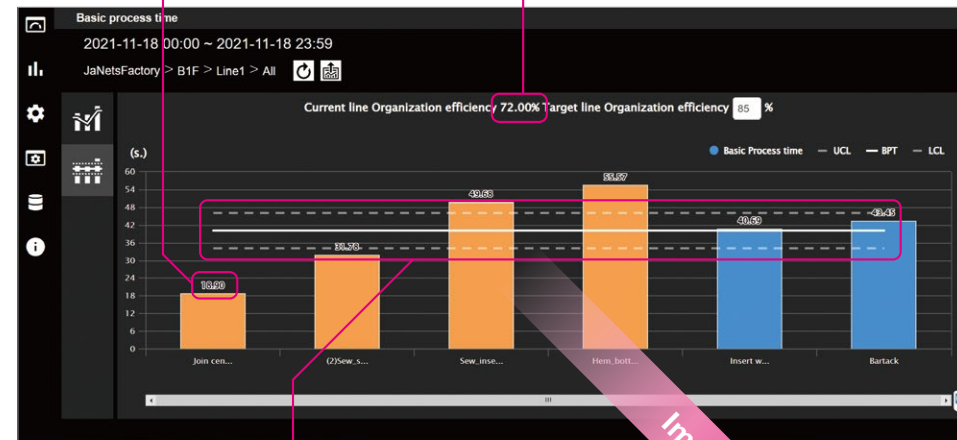 Basic process time
2021-11-18 00:00 ~ 2021-11-18 23:59
JaNetsFactory > B1F > Line1 > All
Current line Organization efficiency 72.00% Target line Organization efficiency 85 %
(s.)
Basic Process time UCL BPT LCL
60
54
48
42
36
30
24
18
12
6
0
18.90
31.78
49.68
55.57
40.69
43.45
Join cen...
(2)Sew_s...
Sew_inse...
Hem_bott...
Insert w...
Bartack